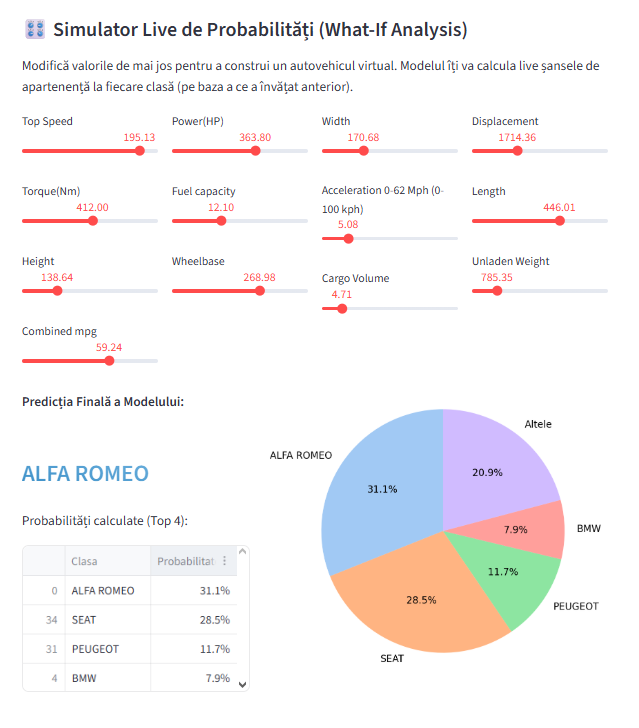 Simulator Live de Probabilități (What-If Analysis)
Modifică valorile de mai jos pentru a construi un autovehicul virtual. Modelul îți va calcula live șansele de
apartenență la fiecare clasă (pe baza a ce a învățat anterior).
Top Speed
195.13
Power(HP)
363.80
Width
170.68
Displacement
1714.36
Torque(Nm)
412.00
Fuel capacity
12.10
Acceleration 0-62 Mph (0-
100 kph)
5.08
Length
446.01
Height
138.64
Wheelbase
268.98
Cargo Volume
4.71
Unladen Weight
785.35
Combined mpg
59.24
Predicția Finală a Modelului:
ALFA ROMEO
Probabilități calculate (Top 4):
Clasa Probabilitat
0 ALFA ROMEO 31.1%
34 SEAT 28.5%
31 PEUGEOT 11.7%
4 BMW 7.9%
Altele
20.9%
ALFA ROMEO
31.1%
BMW
7.9%
PEUGEOT
11.7%
SEAT
28.5%